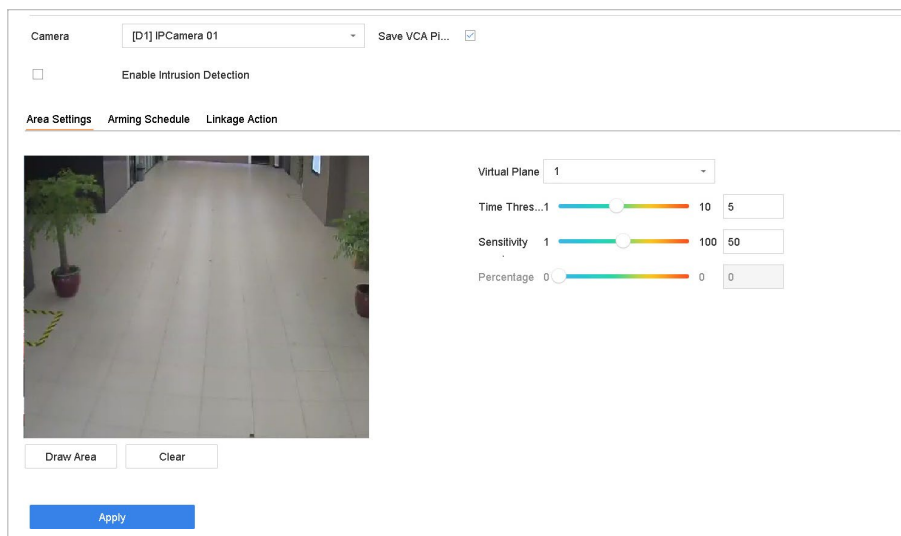 Camera [D1] IPCamera 01 Save VCA Pi...
Enable Intrusion Detection
Area Settings Arming Schedule Linkage Action
Virtual Plane 1
Time Thres... 1 10 5
Sensitivity 1 100 50
Percentage 0 0 0
Draw Area Clear
Apply